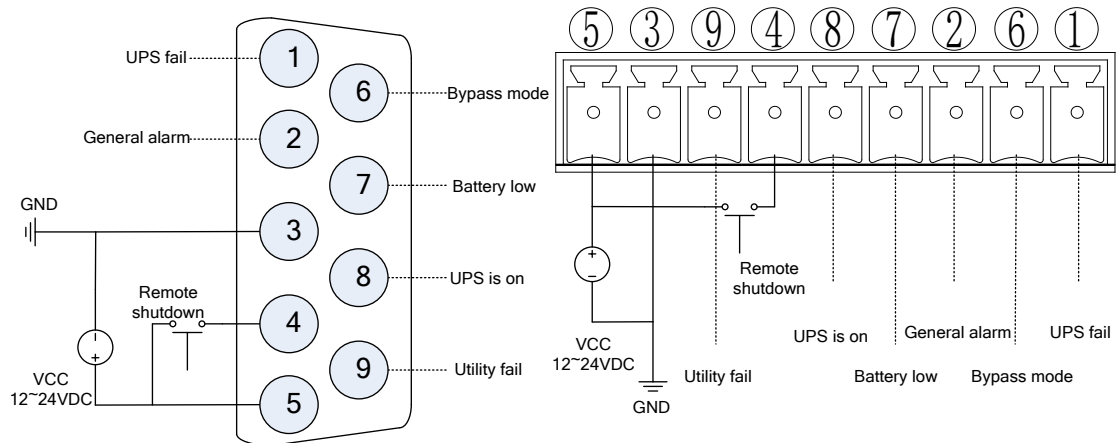 UPS fail
1
6
Bypass mode
General alarm
2
7
Battery low
GND
3
8
UPS is on
Remote
shutdown
4
9
Utility fail
VCC
12~24VDC
5
⑤ ③ ⑨ ④ ⑧ ⑦ ② ⑥ ①
Remote
shutdown
VCC
12~24VDC
UPS is on
General alarm
UPS fail
Utility fail
Battery low
Bypass mode
GND